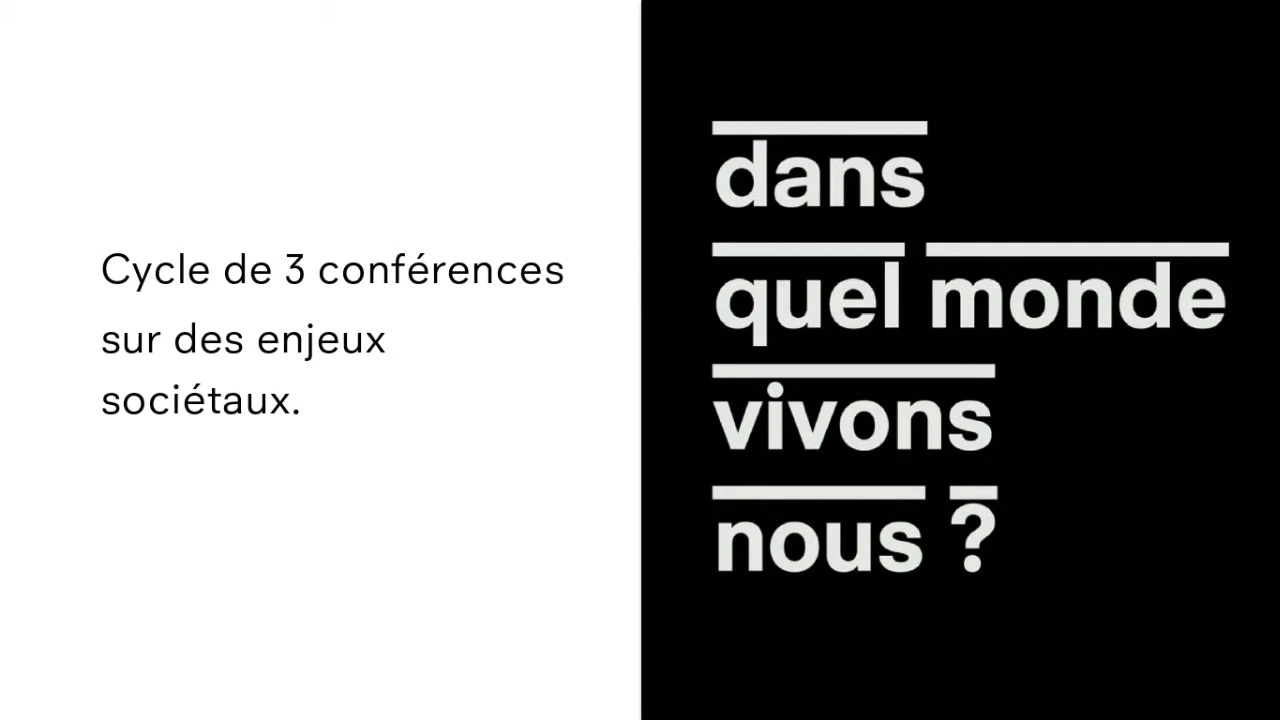 Cycle de 3 conférences
sur des enjeux
sociétaux.
dans
quel monde
vivons
nous ?